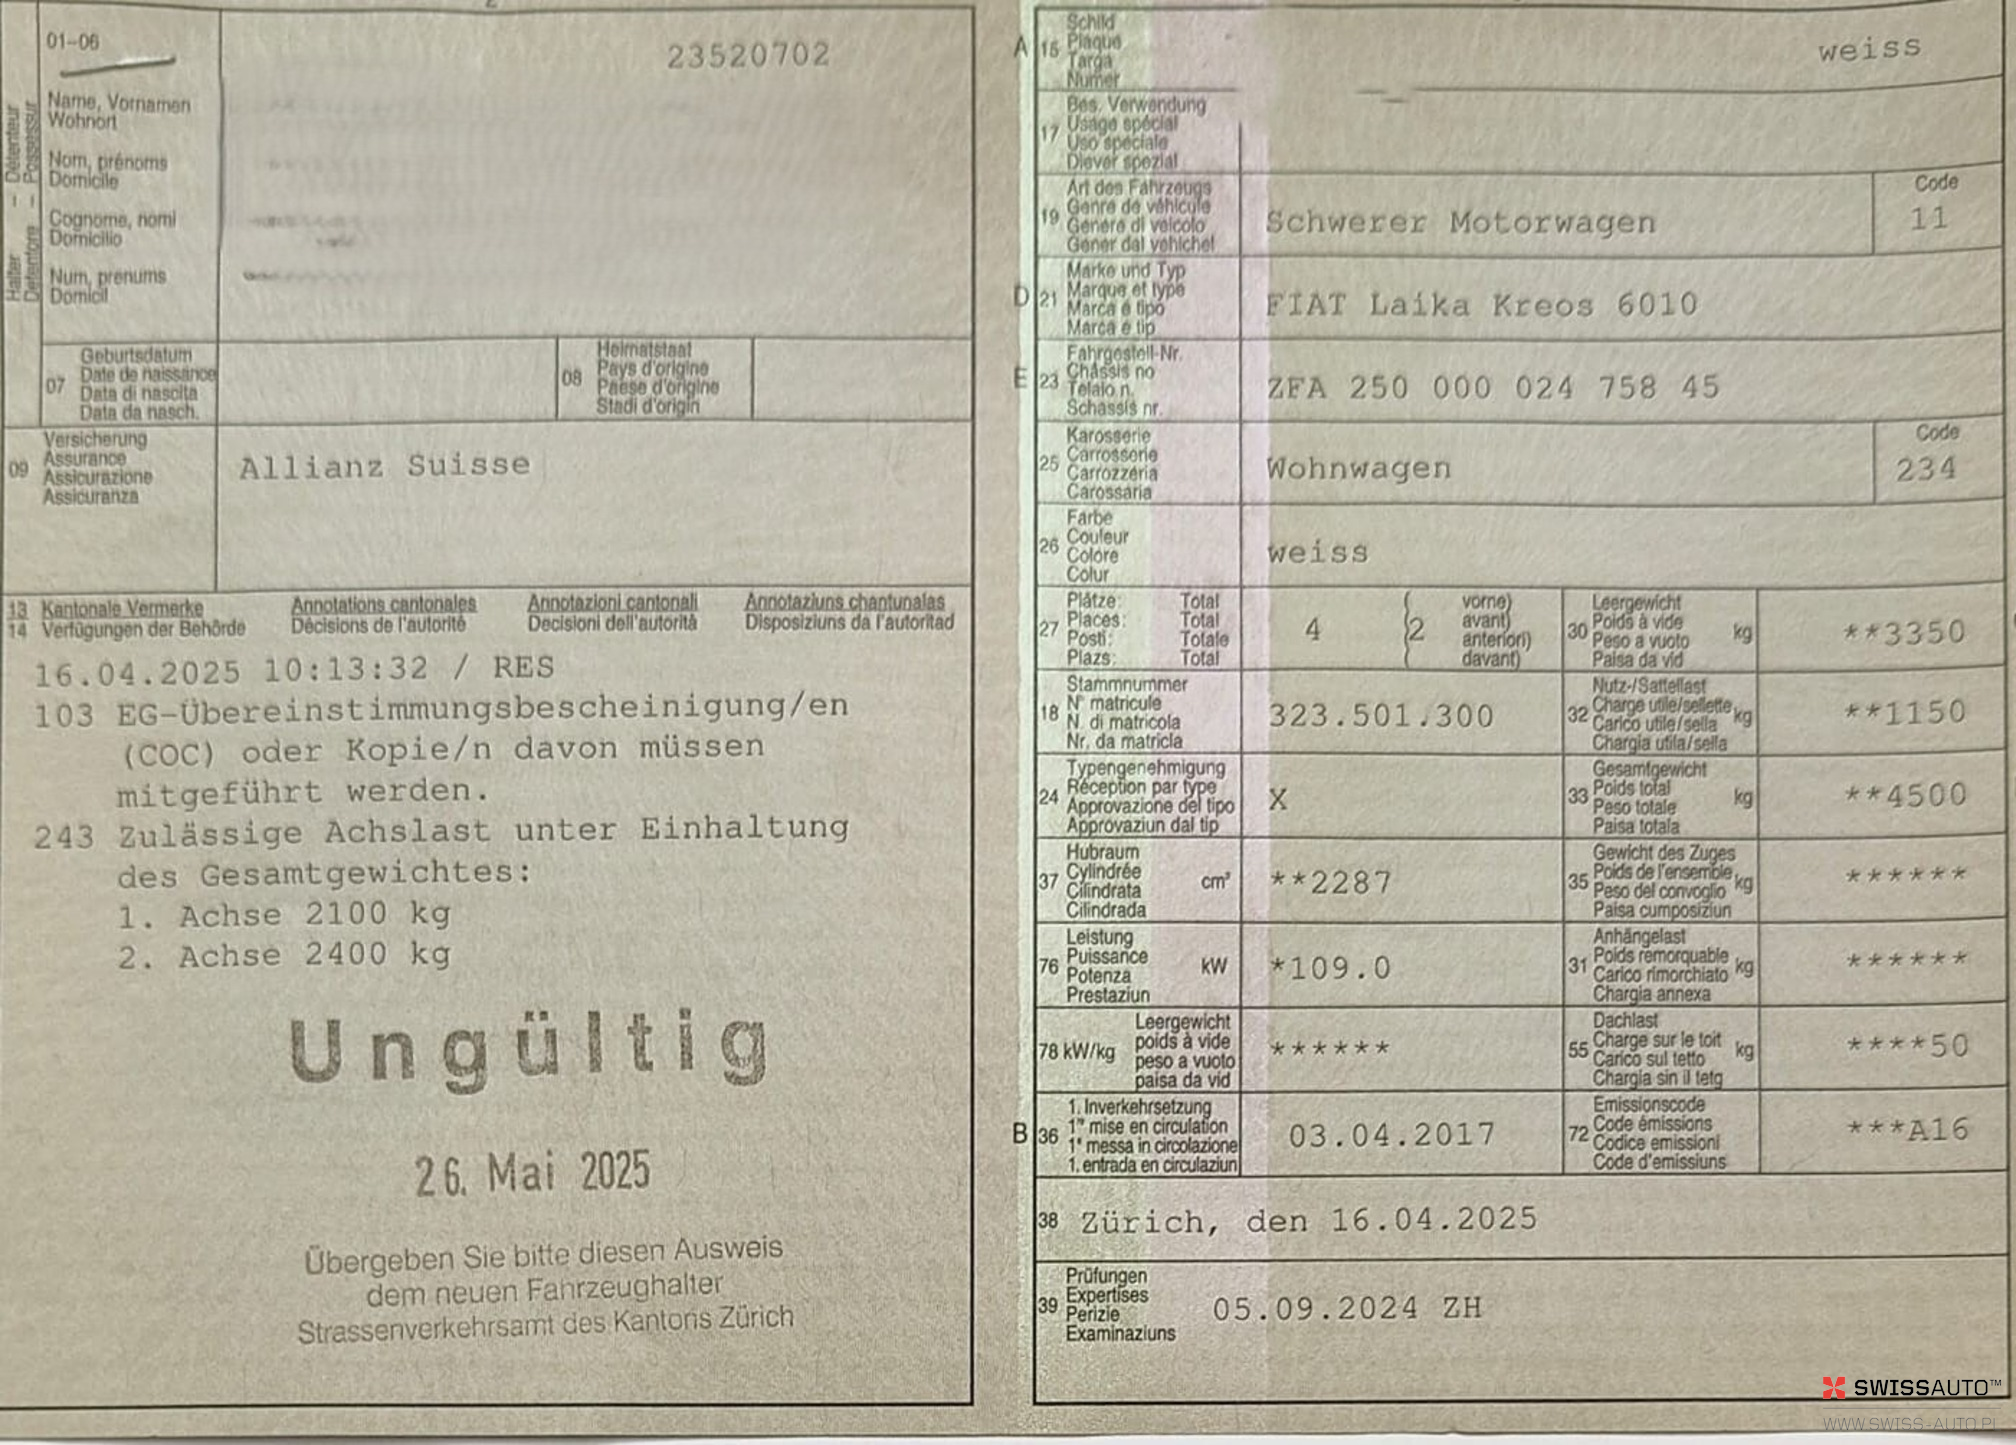 01-06
23520702
Halter – Détenteur
Detentore – Possessur
Name, Vornamen
Wohnort
Nom, prénoms
Domicile
Cognome, nomi
Domicilio
Num, prenums
Domicil
07
Geburtsdatum
Date de naissance
Data di nascita
Data da nasch.
08
Heimatstaat
Pays d'origine
Paese d'origine
Stadi d'origin
09
Versicherung
Assurance
Assicurazione
Assicuranza
Allianz Suisse
13 Kantonale Vermerke Annotations cantonales Annotazioni cantonali Annotaziuns chantunalas
14 Verfügungen der Behörde Décisions de l'autorité Decisioni dell'autorità Disposiziuns da l'autoritad
16.04.2025 10:13:32 / RES
103 EG-Übereinstimmungsbescheinigung/en
(COC) oder Kopie/n davon müssen
mitgeführt werden.
243 Zulässige Achslast unter Einhaltung
des Gesamtgewichtes:
1. Achse 2100 kg
2. Achse 2400 kg
Ungültig
26. Mai 2025
Übergeben Sie bitte diesen Ausweis
dem neuen Fahrzeughalter
Strassenverkehrsamt des Kantons Zürich
A 15
Schild
Plaque
Targa
Numer
weiss
17
Bes. Verwendung
Usage spécial
Uso speciale
Diever spezial
19
Art des Fahrzeugs
Genre de véhicule
Genere di veicolo
Gener dal vehichel
Schwerer Motorwagen
Code
11
D 21
Marke und Typ
Marque et type
Marca e tipo
Marca e tip
FIAT Laika Kreos 6010
E 23
Fahrgestell-Nr.
Châssis no
Telaio n.
Schassis nr.
ZFA 250 000 024 758 45
25
Karosserie
Carrosserie
Carrozzeria
Carossaria
Wohnwagen
Code
234
26
Farbe
Couleur
Colore
Colur
weiss
27
Plätze: Total
Places: Total
Posti: Totale
Plazs: Total
4 (2
vorne)
avant)
anteriori)
davant)
30
Leergewicht
Poids à vide
Peso a vuoto
Paisa da vid
kg
**3350
18
Stammnummer
N° matricule
N. di matricola
Nr. da matricla
323.501.300
32
Nutz-/Sattellast
Charge utile/sellette
Carico utile/sella
Chargia utila/sella
kg
**1150
24
Typengenehmigung
Réception par type
Approvazione del tipo
Approvaziun dal tip
X
33
Gesamtgewicht
Poids total
Peso totale
Paisa totala
kg
**4500
37
Hubraum
Cylindrée
Cilindrata
Cilindrada
cm³
**2287
35
Gewicht des Zuges
Poids de l'ensemble
Peso del convoglio
Paisa cumposiziun
kg
******
76
Leistung
Puissance
Potenza
Prestaziun
kW
*109.0
31
Anhängelast
Poids remorquable
Carico rimorchiato
Chargia annexa
kg
******
78 kW/kg
Leergewicht
poids à vide
peso a vuoto
paisa da vid
******
55
Dachlast
Charge sur le toit
Carico sul tetto
Chargia sin il tetg
kg
****50
B 36
1. Inverkehrsetzung
1re mise en circulation
1a messa in circolazione
1. entrada en circulaziun
03.04.2017
72
Emissionscode
Code émissions
Codice emissioni
Code d'emissiuns
***A16
38
Zürich, den 16.04.2025
39
Prüfungen
Expertises
Perizie
Examinaziuns
05.09.2024 ZH
SWISSAUTO™
WWW.SWISS-AUTO.PL